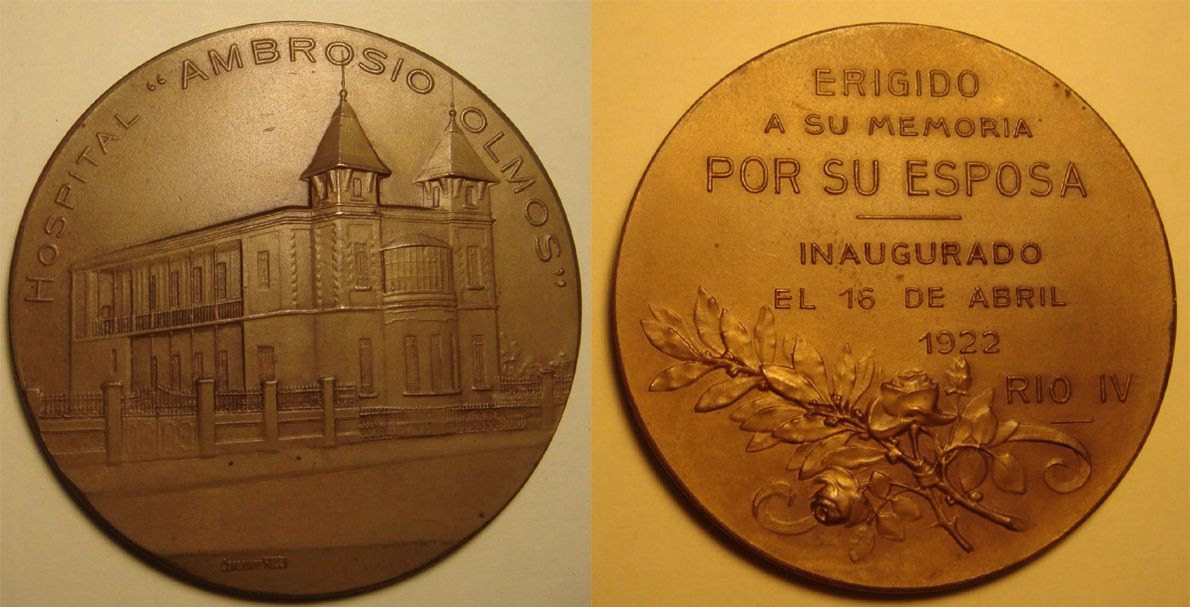 HOSPITAL "AMBROSIO OLMOS"
ERIGIDO
A SU MEMORIA
POR SU ESPOSA
INAUGURADO
EL 16 DE ABRIL
1922
RIO IV